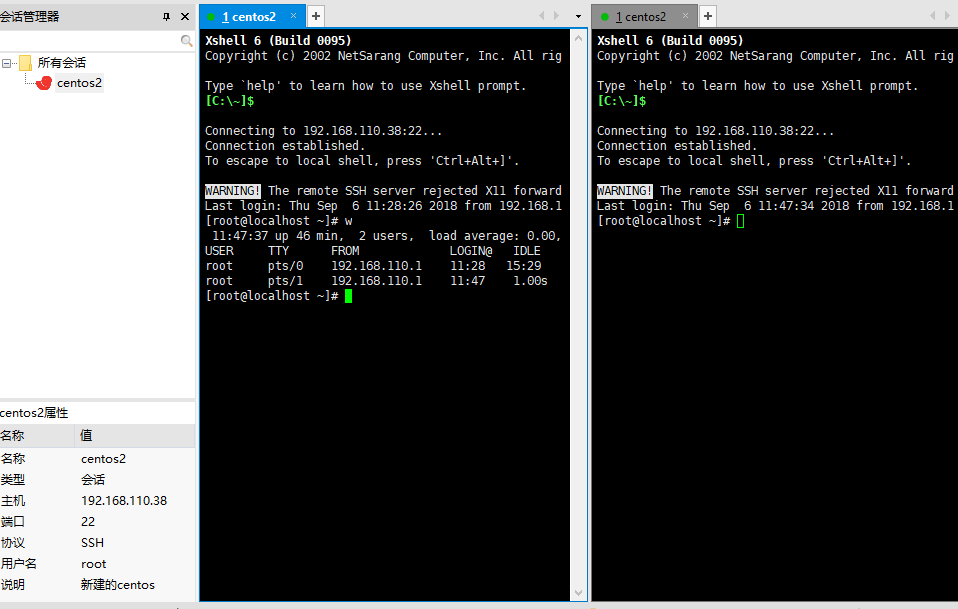 会话管理器
所有会话
centos2
centos2属性
名称 值
名称 centos2
类型 会话
主机 192.168.110.38
端口 22
协议 SSH
用户名 root
说明 新建的centos
1 centos2 × +
Xshell 6 (Build 0095)
Copyright (c) 2002 NetSarang Computer, Inc. All rig
Type `help' to learn how to use Xshell prompt.
[C:\~]$
Connecting to 192.168.110.38:22...
Connection established.
To escape to local shell, press 'Ctrl+Alt+]'.
WARNING! The remote SSH server rejected X11 forward
Last login: Thu Sep  6 11:28:26 2018 from 192.168.1
[root@localhost ~]# w
 11:47:37 up 46 min,  2 users,  load average: 0.00,
USER     TTY      FROM             LOGIN@   IDLE
root     pts/0    192.168.110.1    11:28   15:29
root     pts/1    192.168.110.1    11:47    1.00s
[root@localhost ~]#
1 centos2 × +
Xshell 6 (Build 0095)
Copyright (c) 2002 NetSarang Computer, Inc. All rig
Type `help' to learn how to use Xshell prompt.
[C:\~]$
Connecting to 192.168.110.38:22...
Connection established.
To escape to local shell, press 'Ctrl+Alt+]'.
WARNING! The remote SSH server rejected X11 forward
Last login: Thu Sep  6 11:47:34 2018 from 192.168.1
[root@localhost ~]#